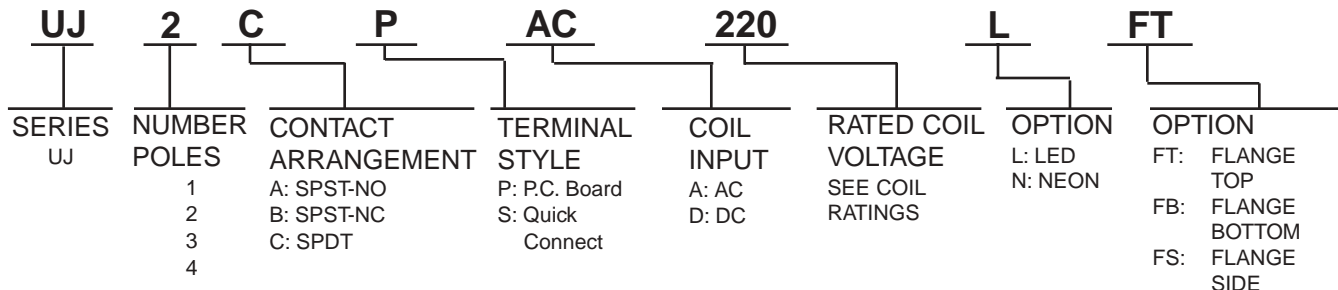 UJ 2 C P AC 220 L FT
SERIES
UJ
NUMBER
POLES
1
2
3
4
CONTACT
ARRANGEMENT
A: SPST-NO
B: SPST-NC
C: SPDT
TERMINAL
STYLE
P: P.C. Board
S: Quick
Connect
COIL
INPUT
A: AC
D: DC
RATED COIL
VOLTAGE
SEE COIL
RATINGS
OPTION
L: LED
N: NEON
OPTION
FT: FLANGE
TOP
FB: FLANGE
BOTTOM
FS: FLANGE
SIDE